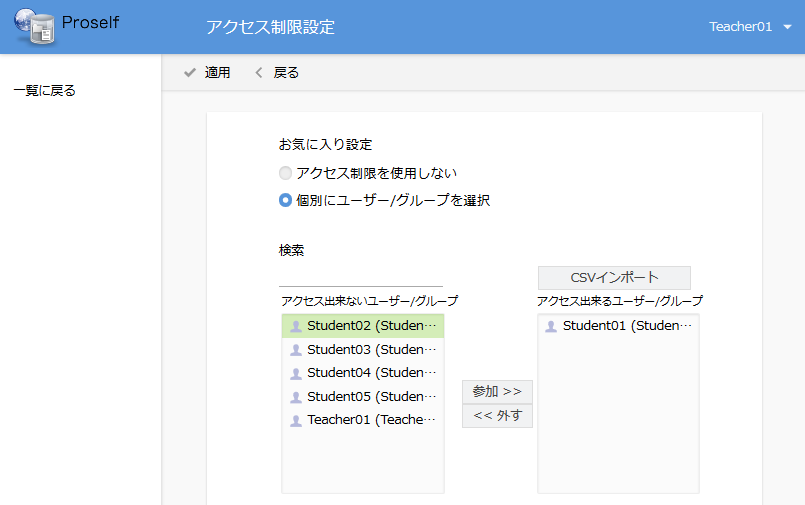 Proself
アクセス制限設定
Teacher01
一覧に戻る
適用
戻る
お気に入り設定
アクセス制限を使用しない
個別にユーザー/グループを選択
検索
CSVインポート
アクセス出来ないユーザー/グループ
アクセス出来るユーザー/グループ
Student02 (Studen…
Student03 (Studen…
Student04 (Studen…
Student05 (Studen…
Teacher01 (Teache…
参加 >>
<< 外す
Student01 (Studen…